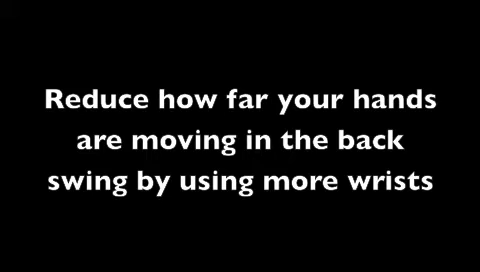 Reduce how far your hands
are moving in the back
swing by using more wrists